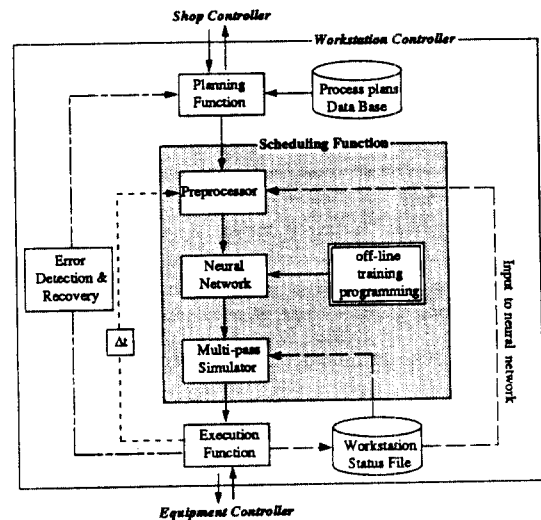 Shop Controller
Workstation Controller
Planning
Function
Process plans
Data Base
Scheduling Function
Preprocessor
Error
Detection &
Recovery
Neural
Network
off-line
training
programming
Input to neural network
Δt
Multi-pass
Simulator
Execution
Function
Workstation
Status File
Equipment Controller